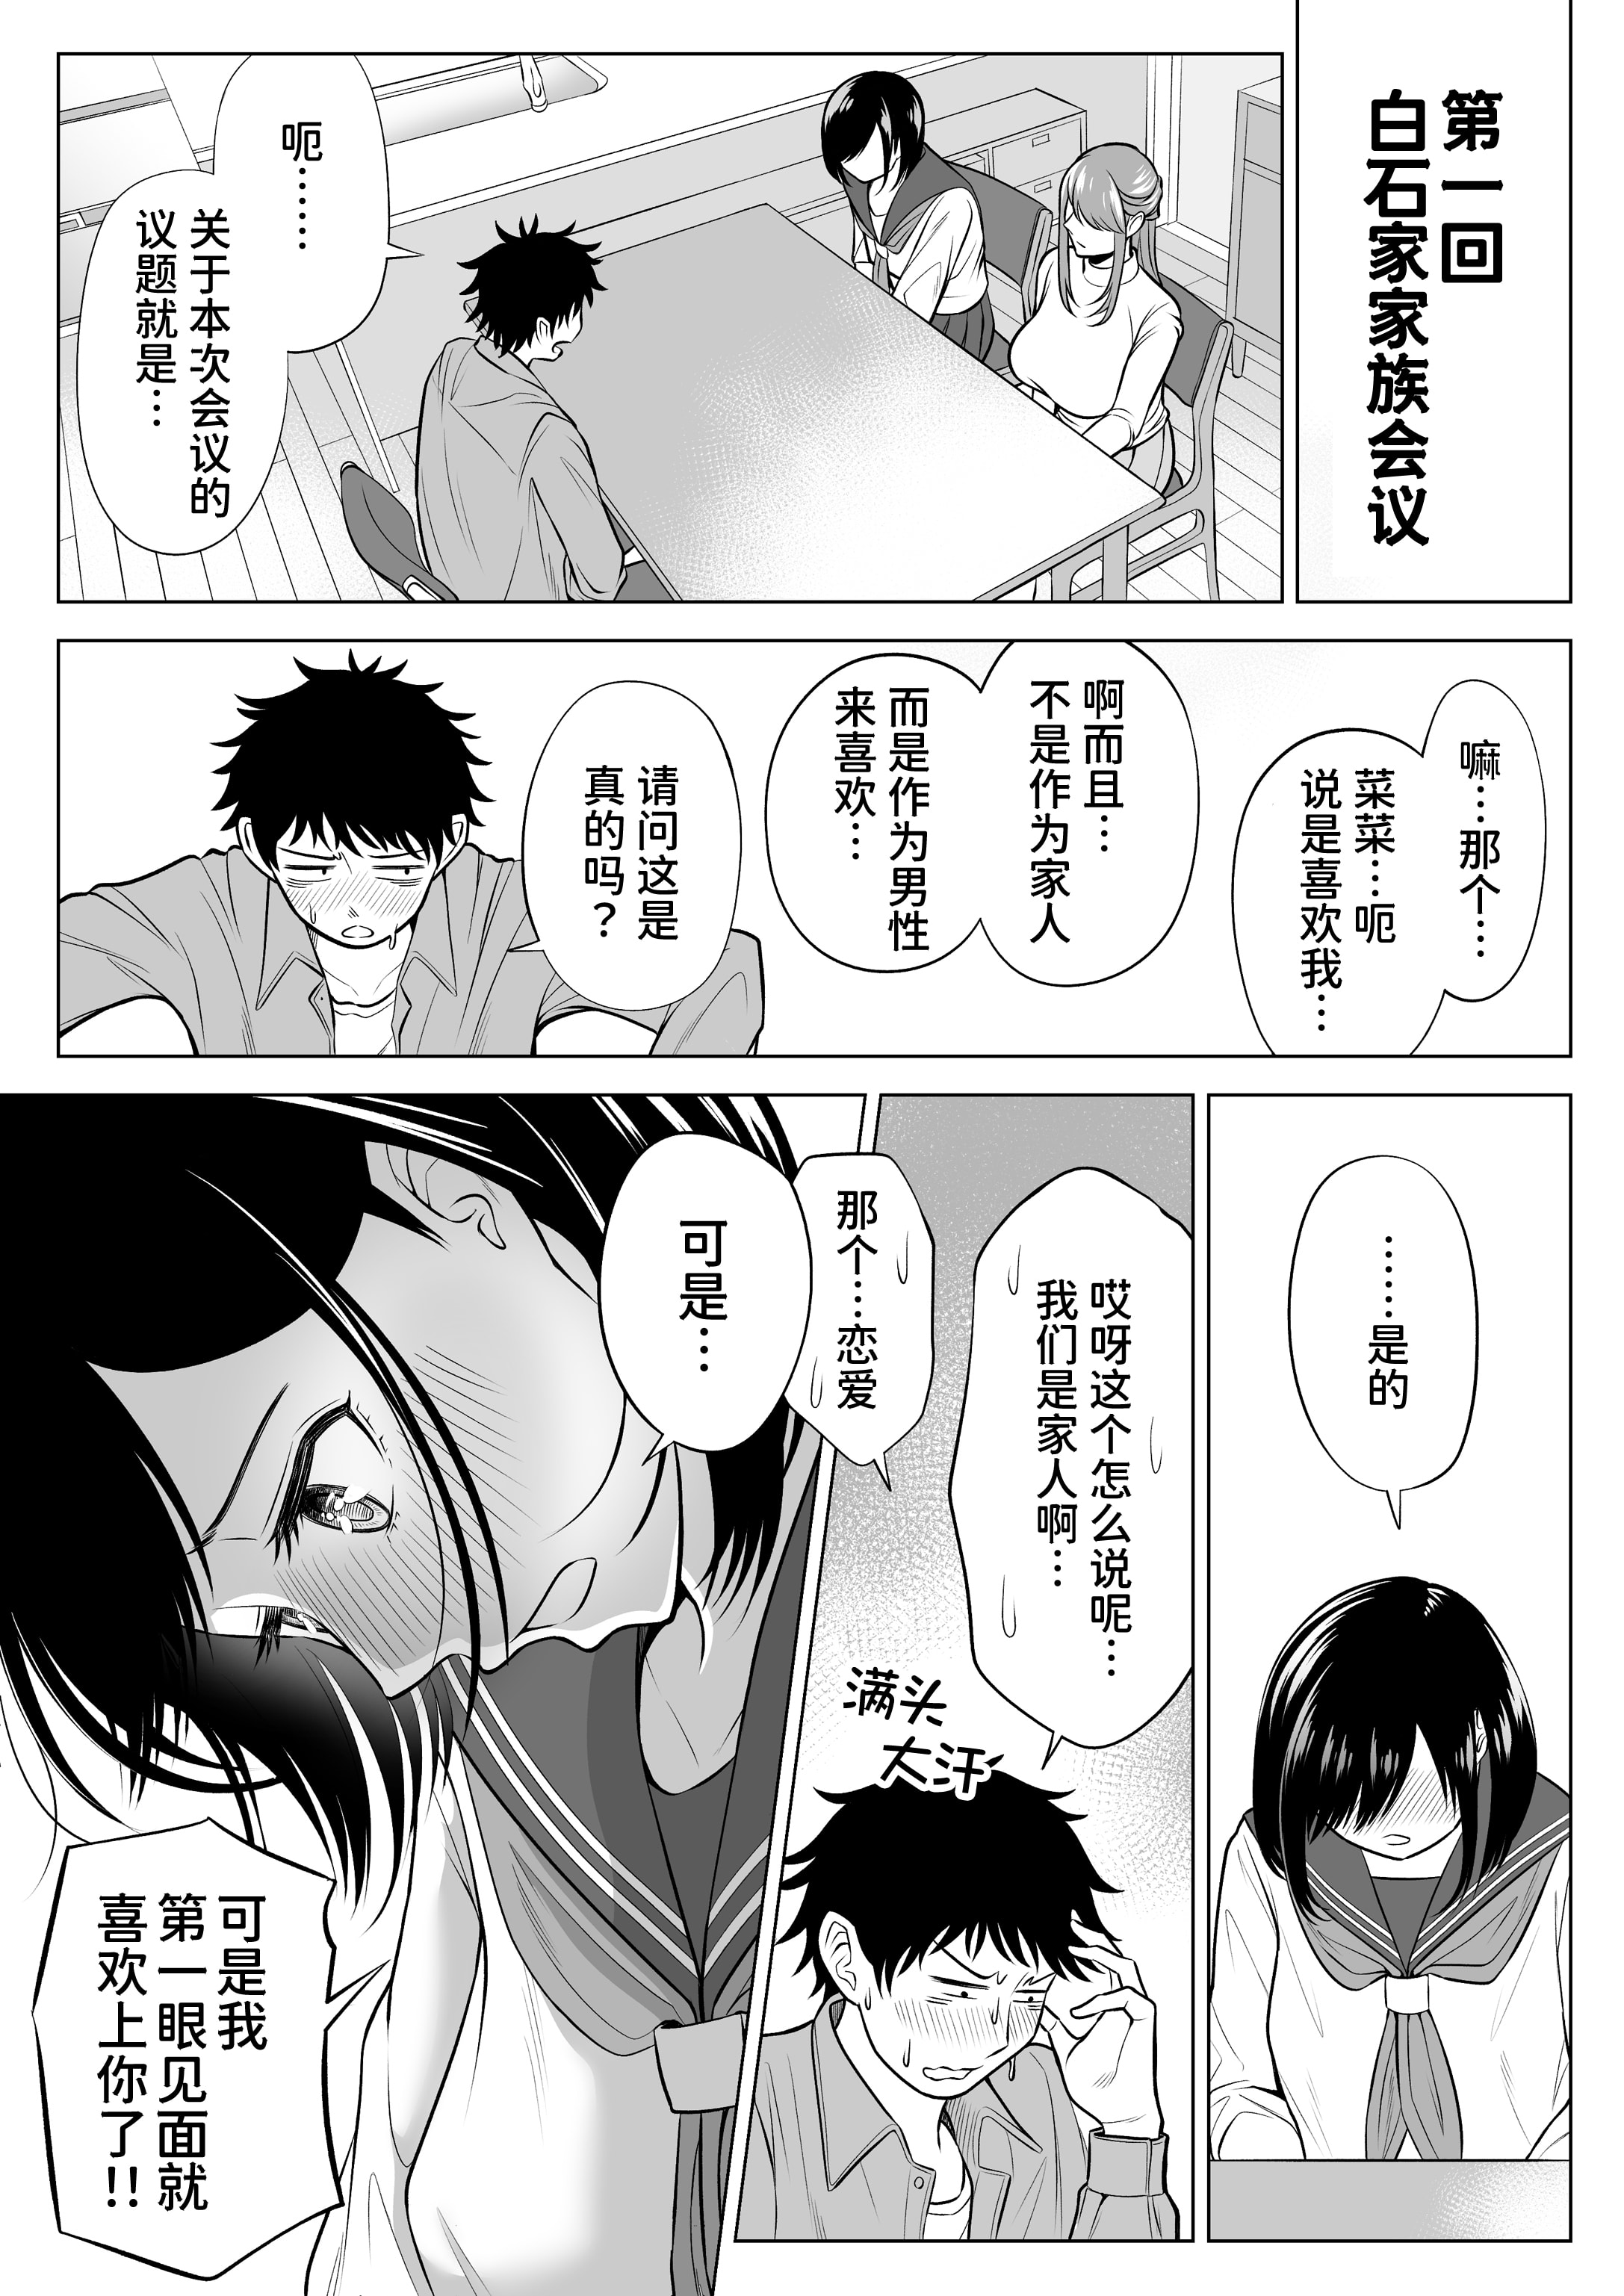 第一回
白石家家族会议
呃……
关于本次会议的
议题就是…
嘛…那个…
菜菜…呃
说是喜欢我…
啊而且…
不是作为家人
而是作为男性
来喜欢…
请问这是
真的吗？
……是的
哎呀这个怎么说呢…
我们是家人啊…
那个…恋爱
满头
大汗
可是…
可是我
第一眼见面就
喜欢上你了!!